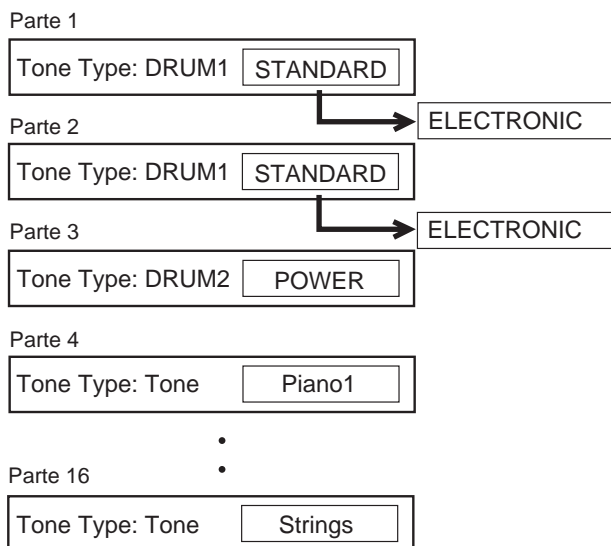 Parte 1
Tone Type: DRUM1 STANDARD
ELECTRONIC
Parte 2
Tone Type: DRUM1 STANDARD
ELECTRONIC
Parte 3
Tone Type: DRUM2 POWER
Parte 4
Tone Type: Tone Piano1
Parte 16
Tone Type: Tone Strings